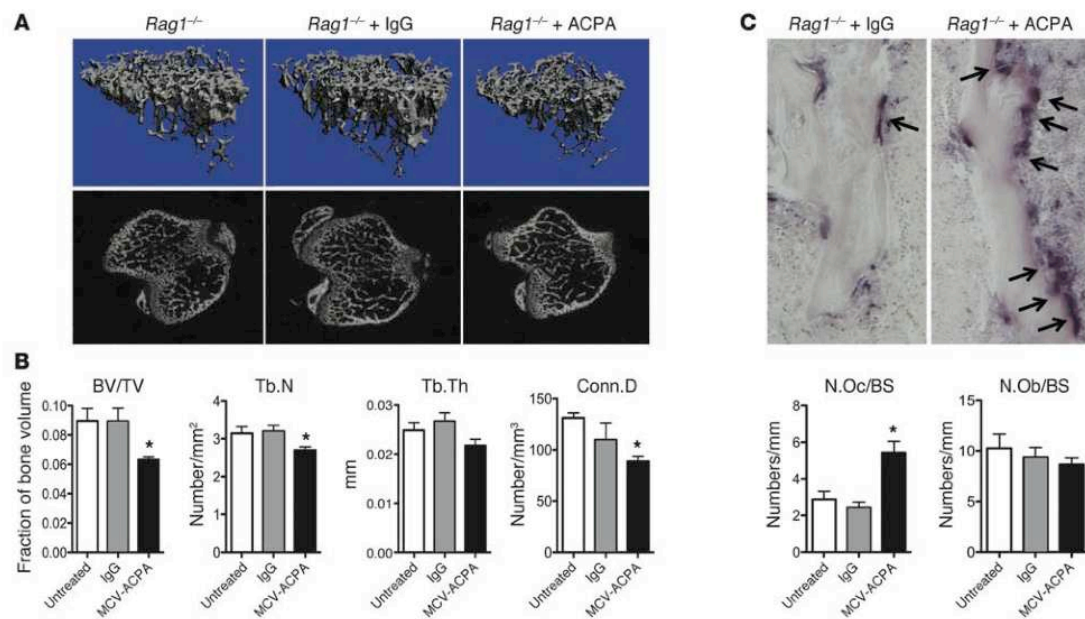 A
Rag1–/–
Rag1–/– + IgG
Rag1–/– + ACPA
C
Rag1–/– + IgG
Rag1–/– + ACPA
B
BV/TV
Fraction of bone volume
0.10
0.08
0.06
0.04
0.02
0.00
Untreated
IgG
MCV-ACPA
*
Tb.N
Number/mm²
4
3
2
1
0
Untreated
IgG
MCV-ACPA
*
Tb.Th
mm
0.03
0.02
0.01
0.00
Untreated
IgG
MCV-ACPA
Conn.D
Number/mm³
150
100
50
0
Untreated
IgG
MCV-ACPA
*
N.Oc/BS
Numbers/mm
8
6
4
2
0
Untreated
IgG
MCV-ACPA
*
N.Ob/BS
Numbers/mm
15
10
5
0
Untreated
IgG
MCV-ACPA